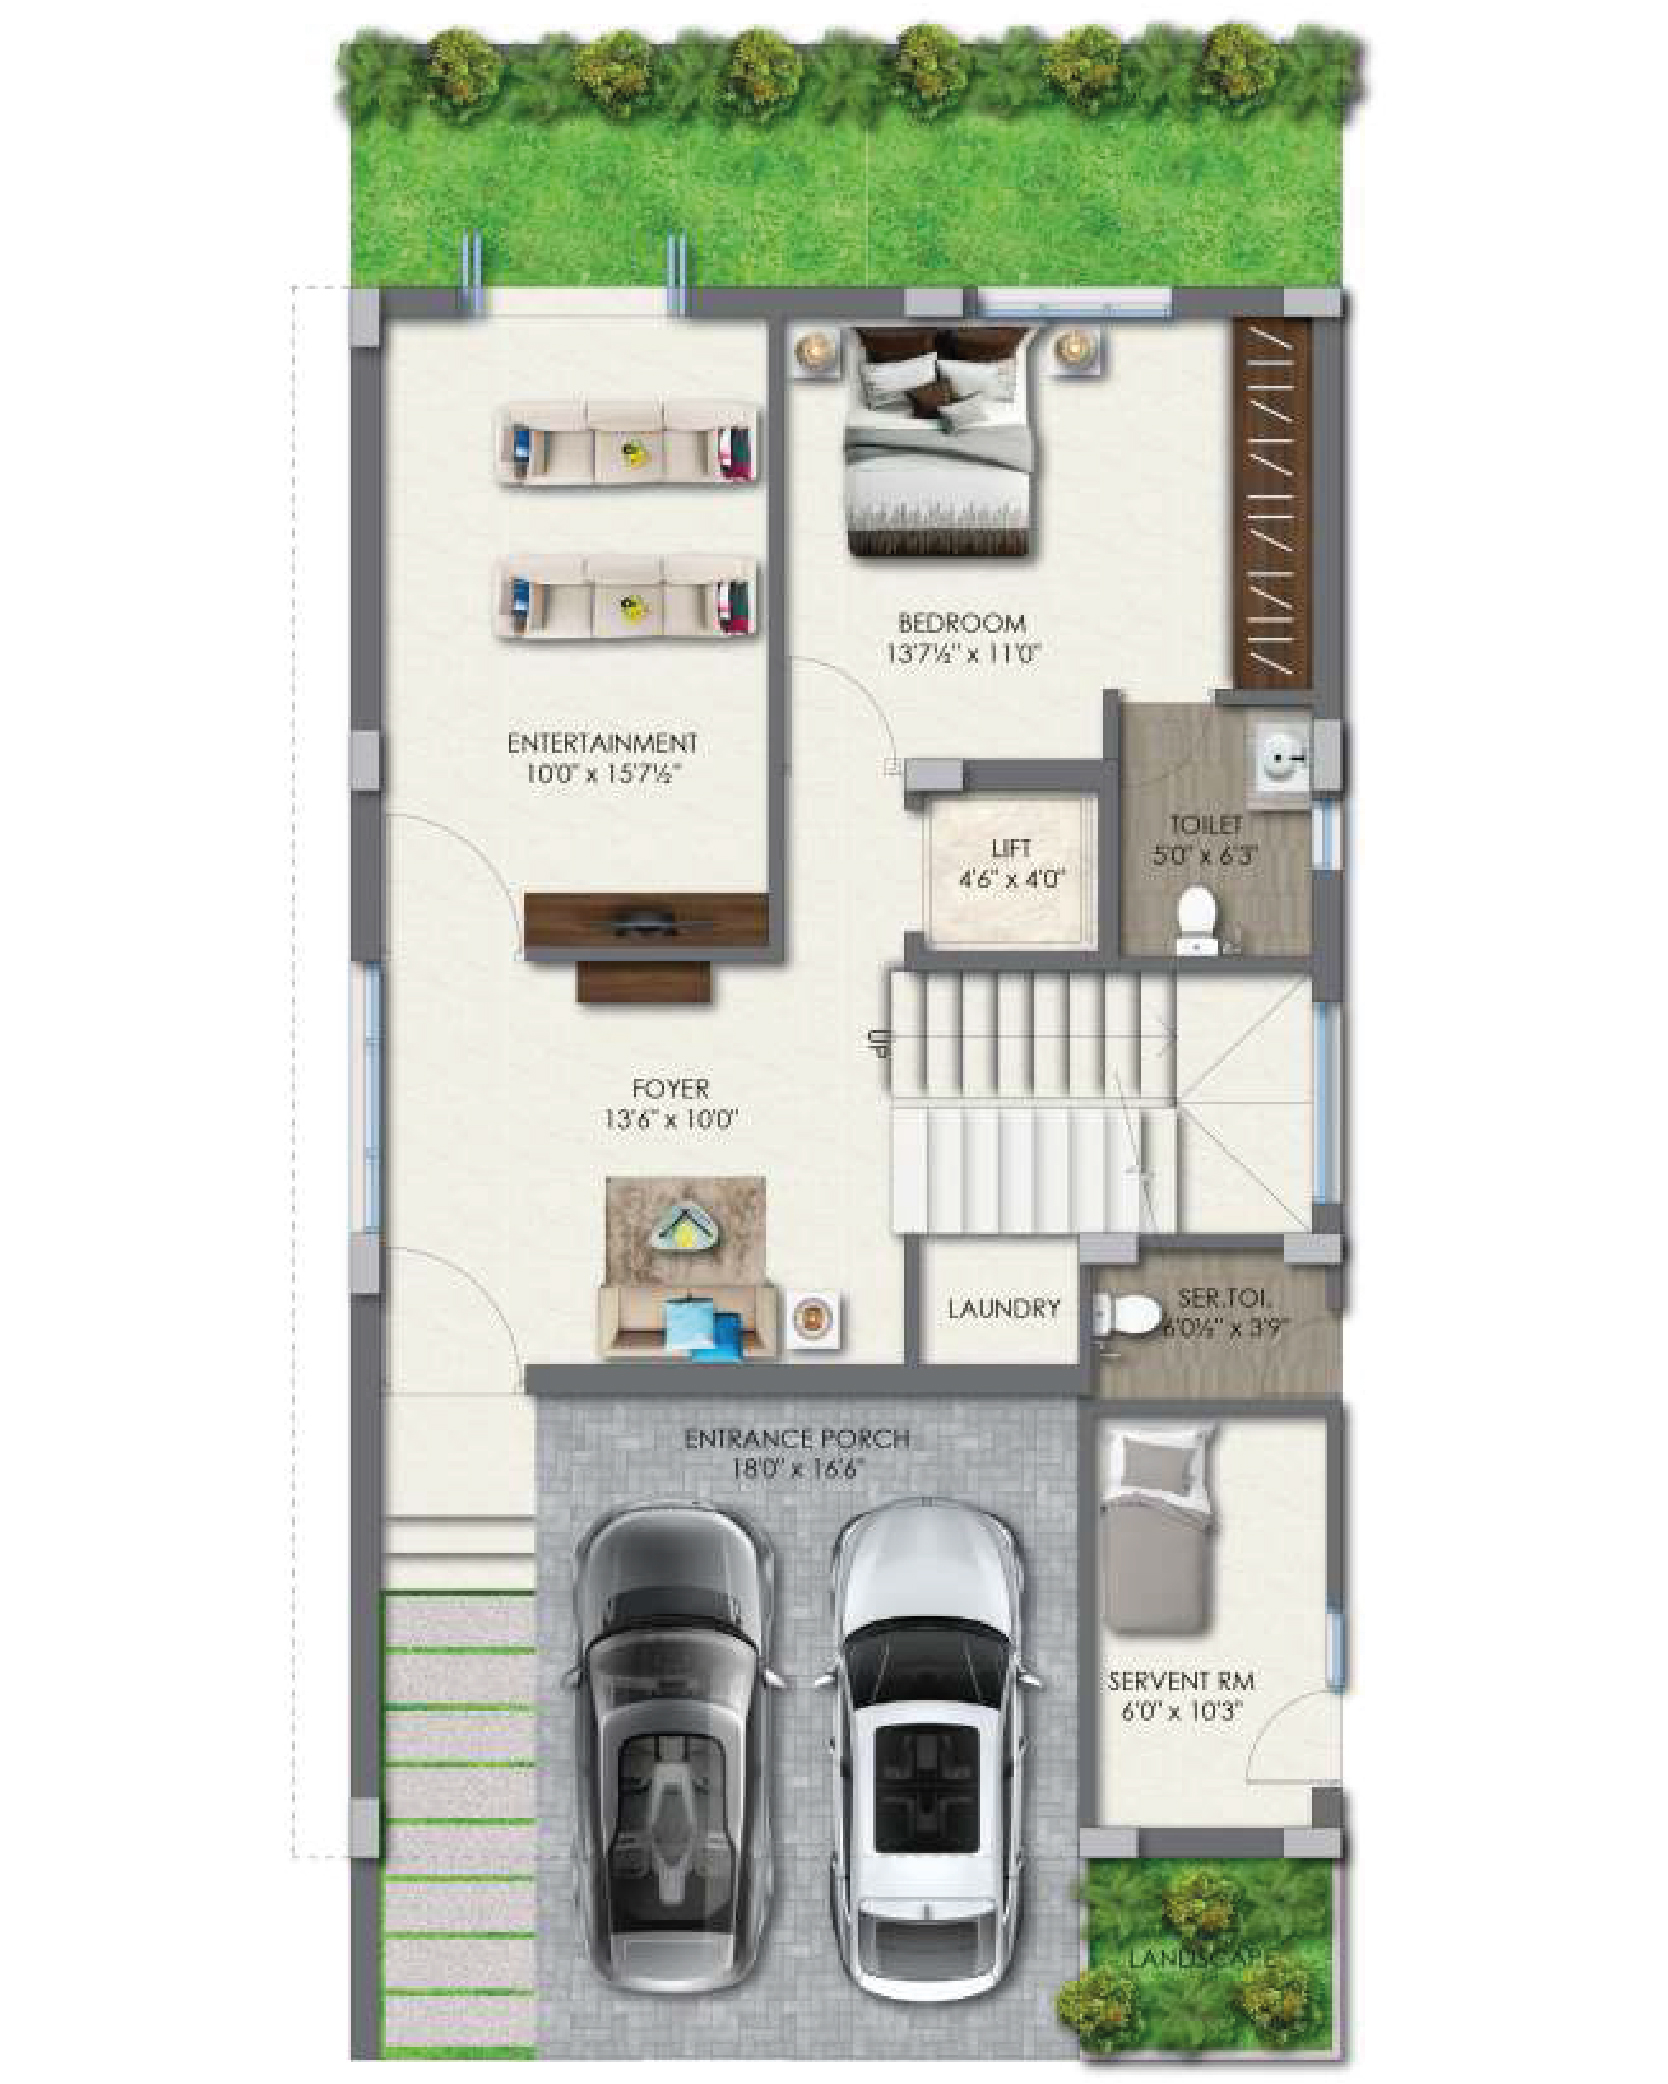 BEDROOM
13'7½" x 11'0"
ENTERTAINMENT
10'0" x 15'7½"
TOILET
5'0" x 6'3"
LIFT
4'6" x 4'0"
UP
FOYER
13'6" x 10'0"
LAUNDRY
SER.TOI.
6'0½" x 3'9"
ENTRANCE PORCH
18'0" x 16'6"
SERVENT RM
6'0" x 10'3"
LANDSCAPE